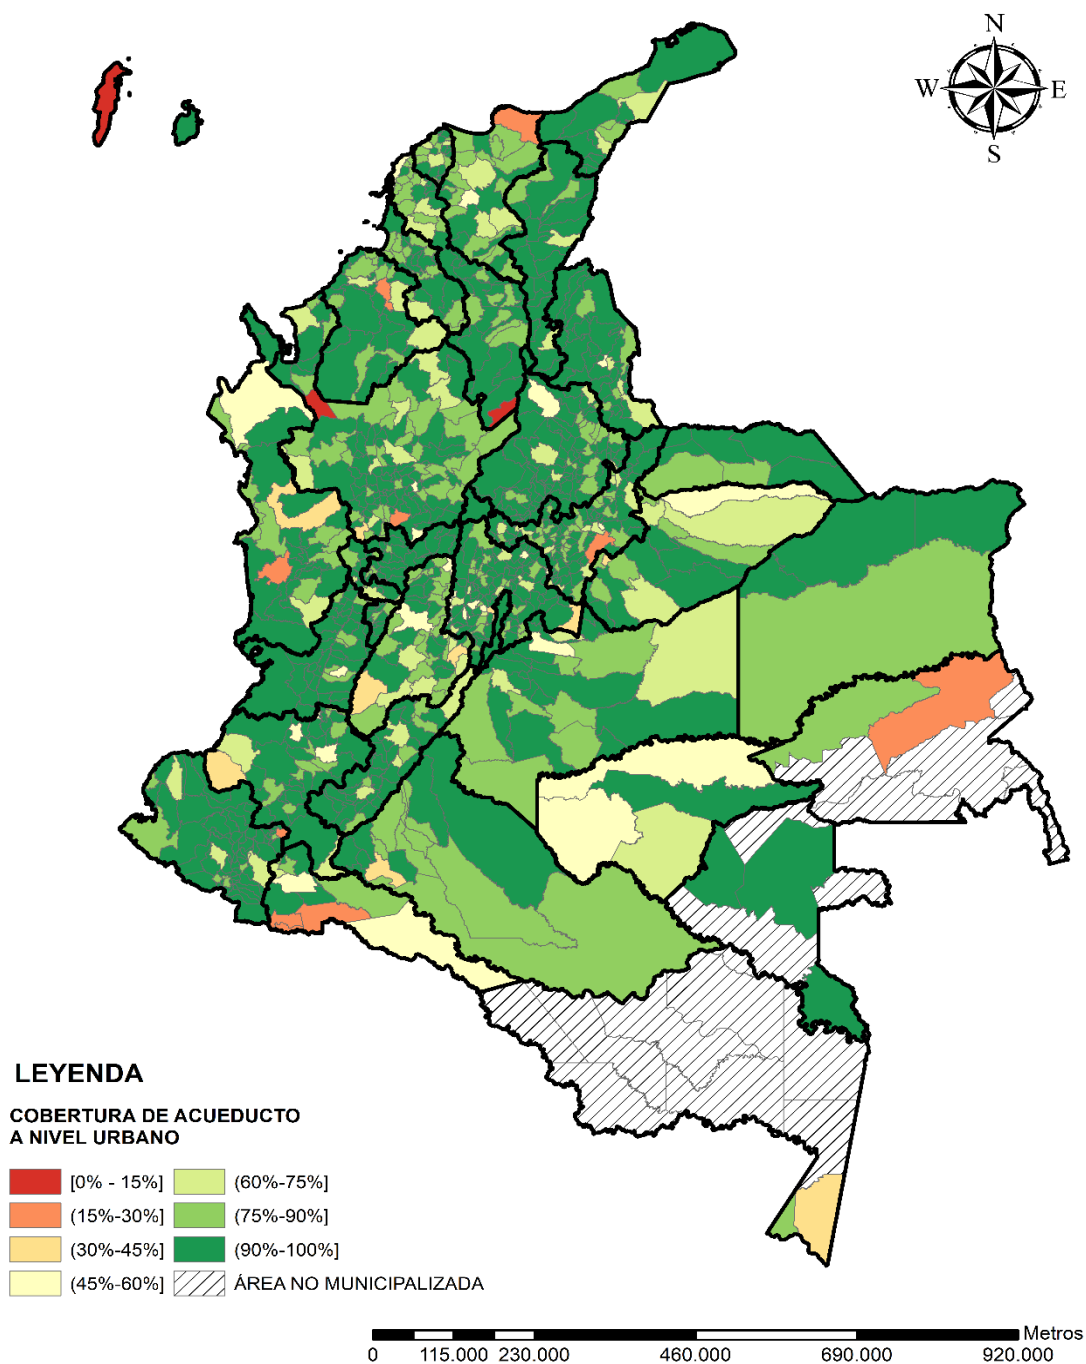 N
W E
S
LEYENDA
COBERTURA DE ACUEDUCTO
A NIVEL URBANO
[0% - 15%] (60%-75%]
(15%-30%] (75%-90%]
(30%-45%] (90%-100%]
(45%-60%] ÁREA NO MUNICIPALIZADA
Metros
0 115.000 230.000 460.000 690.000 920.000